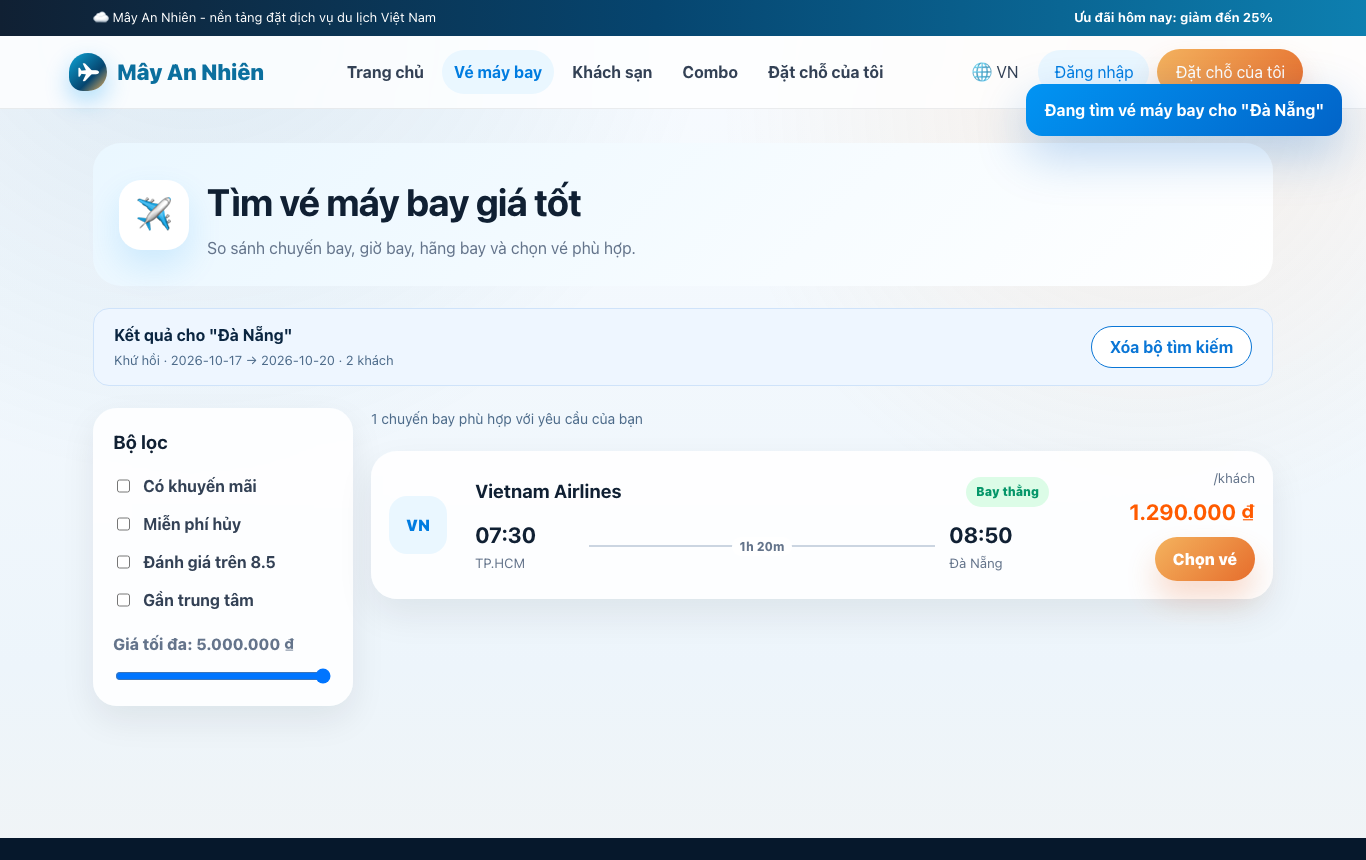 ☁️ Mây An Nhiên - nền tảng đặt dịch vụ du lịch Việt Nam
Ưu đãi hôm nay: giảm đến 25%
Mây An Nhiên
Trang chủ
Vé máy bay
Khách sạn
Combo
Đặt chỗ của tôi
🌐 VN
Đăng nhập
Đặt chỗ của tôi
Đang tìm vé máy bay cho "Đà Nẵng"
Tìm vé máy bay giá tốt
So sánh chuyến bay, giờ bay, hãng bay và chọn vé phù hợp.
Kết quả cho "Đà Nẵng"
Khứ hồi · 2026-10-17 → 2026-10-20 · 2 khách
Xóa bộ tìm kiếm
Bộ lọc
Có khuyến mãi
Miễn phí hủy
Đánh giá trên 8.5
Gần trung tâm
Giá tối đa: 5.000.000 ₫
1 chuyến bay phù hợp với yêu cầu của bạn
VN
Vietnam Airlines
Bay thẳng
07:30
TP.HCM
1h 20m
08:50
Đà Nẵng
/khách
1.290.000 ₫
Chọn vé